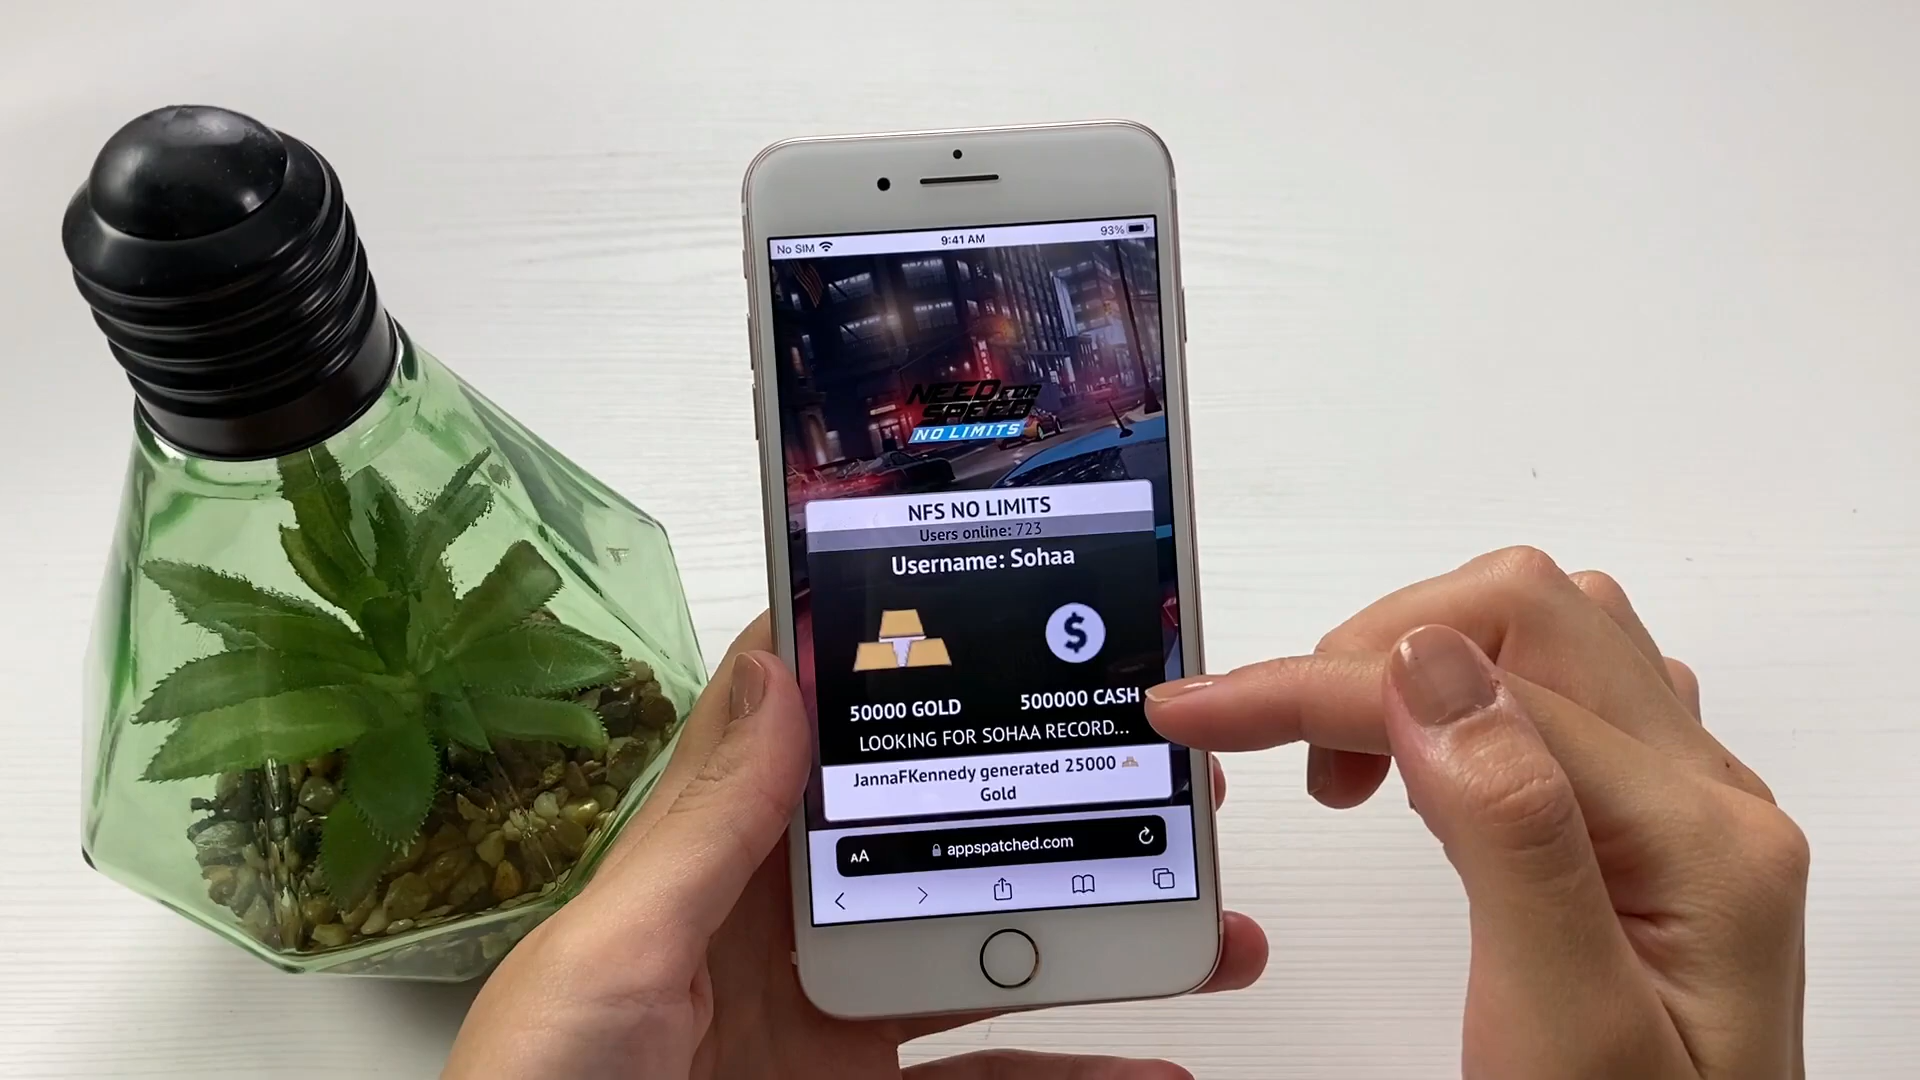 No SIM
9:41 AM
93%
NEED FOR
SPEED
NO LIMITS
NFS NO LIMITS
Users online: 723
Username: Sohaa
$
50000 GOLD
500000 CASH
LOOKING FOR SOHAA RECORD...
JannaFKennedy generated 25000
Gold
AA
appspatched.com